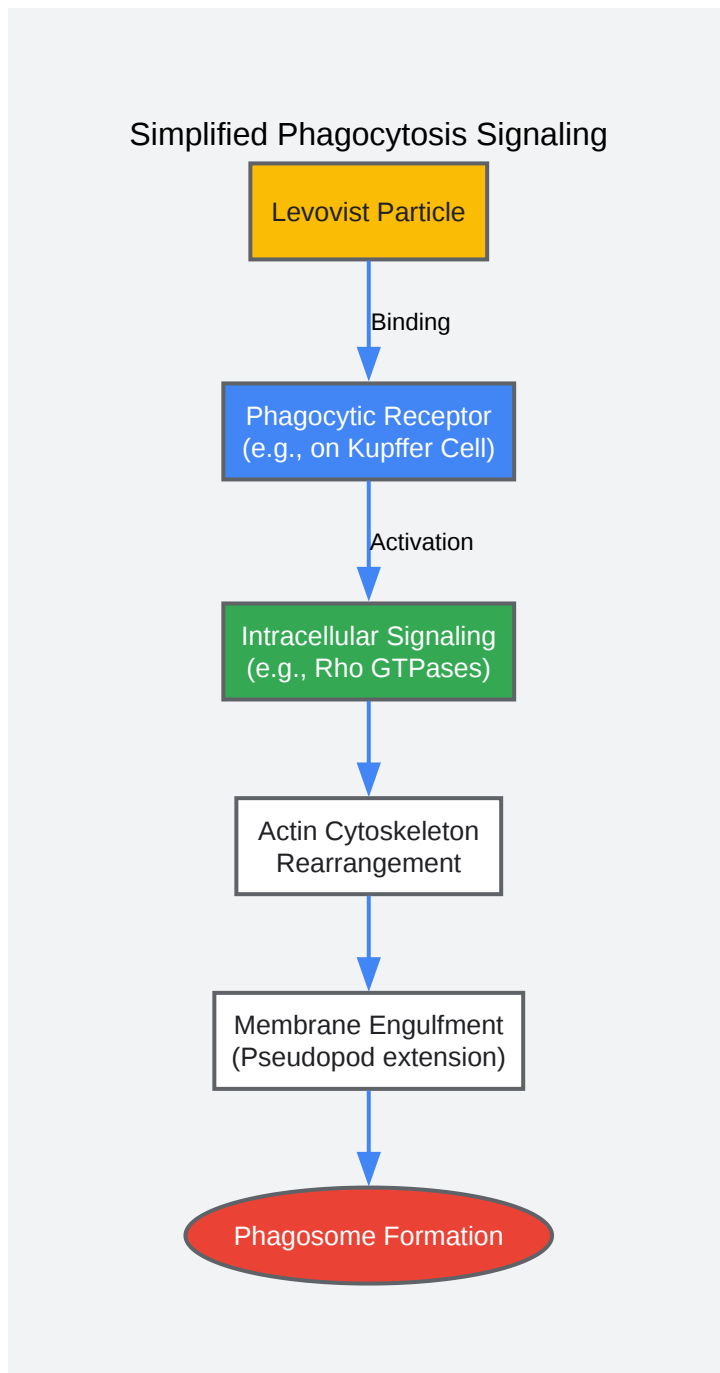 Simplified Phagocytosis Signaling
Levovist Particle
Binding
Phagocytic Receptor
(e.g., on Kupffer Cell)
Activation
Intracellular Signaling
(e.g., Rho GTPases)
Actin Cytoskeleton
Rearrangement
Membrane Engulfment
(Pseudopod extension)
Phagosome Formation